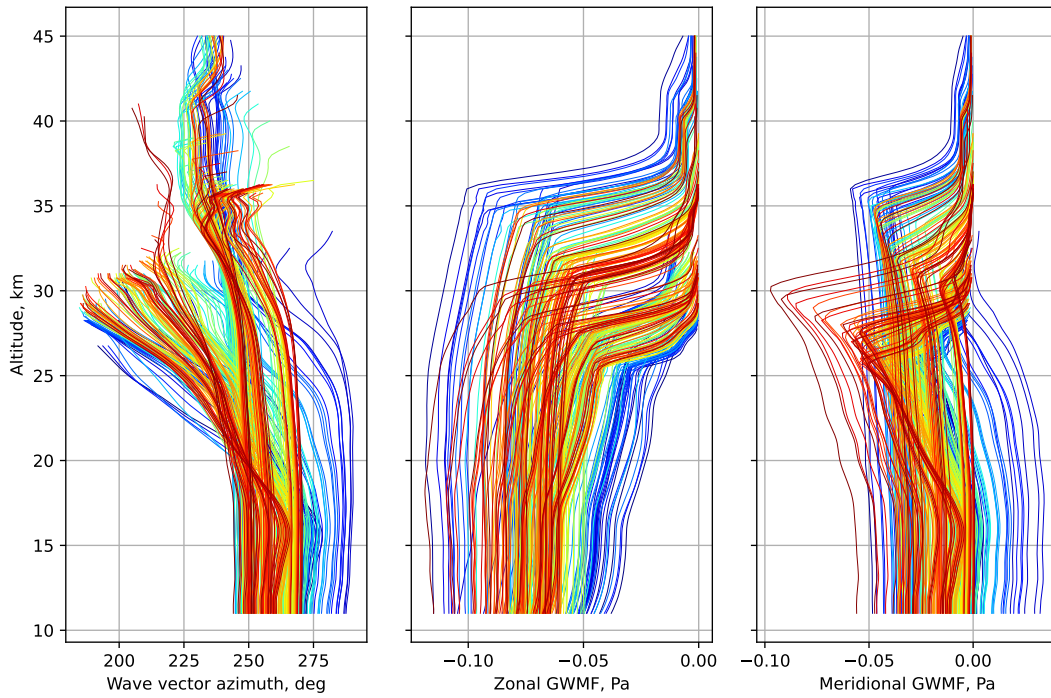 45
40
35
30
25
20
15
10
Altitude, km
200 225 250 275
Wave vector azimuth, deg
−0.10 −0.05 0.00
Zonal GWMF, Pa
−0.10 −0.05 0.00
Meridional GWMF, Pa